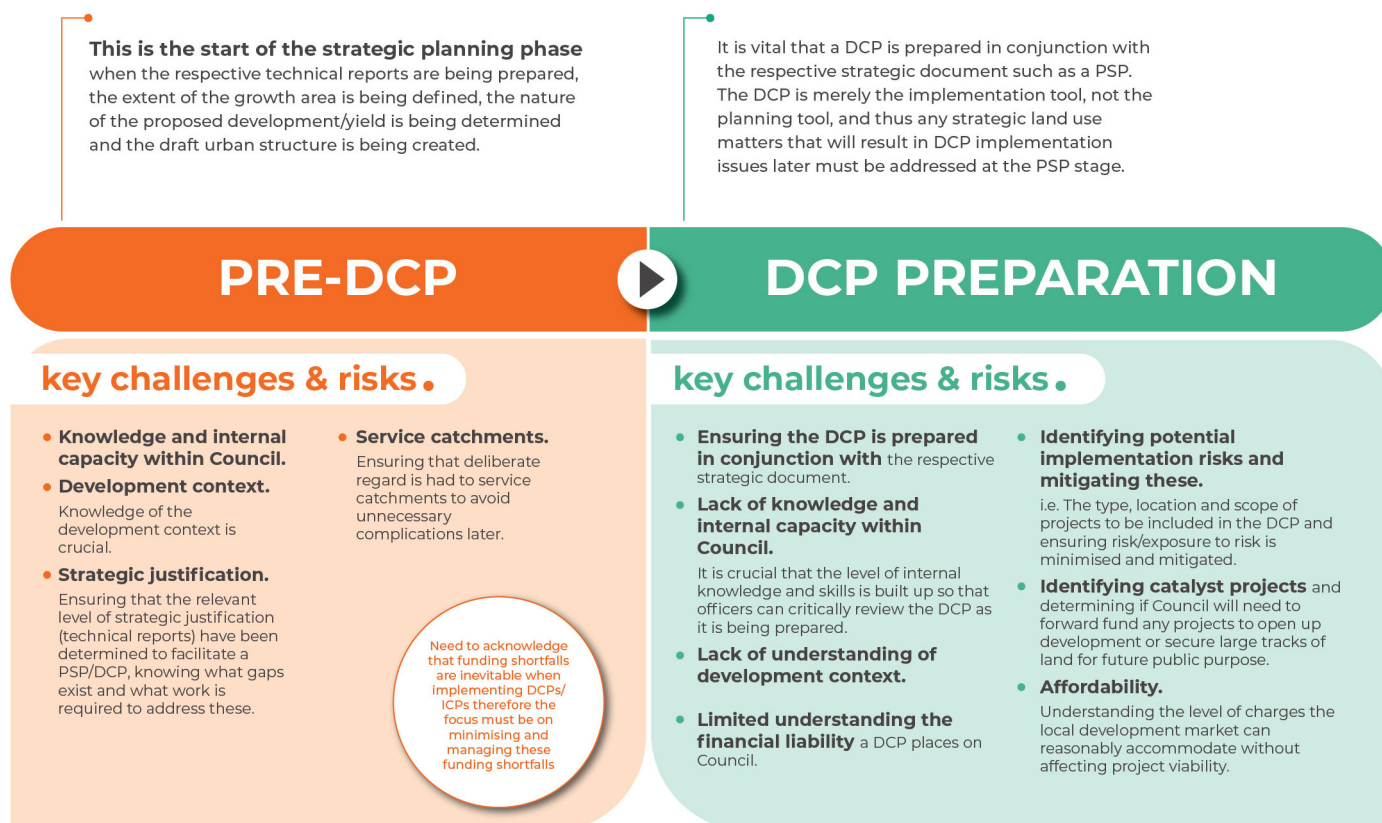 This is the start of the strategic planning phase
when the respective technical reports are being prepared,
the extent of the growth area is being defined, the nature
of the proposed development/yield is being determined
and the draft urban structure is being created.
It is vital that a DCP is prepared in conjunction with
the respective strategic document such as a PSP.
The DCP is merely the implementation tool, not the
planning tool, and thus any strategic land use
matters that will result in DCP implementation
issues later must be addressed at the PSP stage.
PRE-DCP
DCP PREPARATION
key challenges & risks.
• Knowledge and internal
capacity within Council.
• Development context.
Knowledge of the
development context is
crucial.
• Strategic justification.
Ensuring that the relevant
level of strategic justification
(technical reports) have been
determined to facilitate a
PSP/DCP, knowing what gaps
exist and what work is
required to address these.
• Service catchments.
Ensuring that deliberate
regard is had to service
catchments to avoid
unnecessary
complications later.
Need to acknowledge
that funding shortfalls
are inevitable when
implementing DCPs/
ICPs therefore the
focus must be on
minimising and
managing these
funding shortfalls
key challenges & risks.
• Ensuring the DCP is prepared
in conjunction with the respective
strategic document.
• Lack of knowledge and
internal capacity within
Council.
It is crucial that the level of internal
knowledge and skills is built up so that
officers can critically review the DCP as
it is being prepared.
• Lack of understanding of
development context.
• Limited understanding the
financial liability a DCP places on
Council.
• Identifying potential
implementation risks and
mitigating these.
i.e. The type, location and scope of
projects to be included in the DCP and
ensuring risk/exposure to risk is
minimised and mitigated.
• Identifying catalyst projects and
determining if Council will need to
forward fund any projects to open up
development or secure large tracks of
land for future public purpose.
• Affordability.
Understanding the level of charges the
local development market can
reasonably accommodate without
affecting project viability.